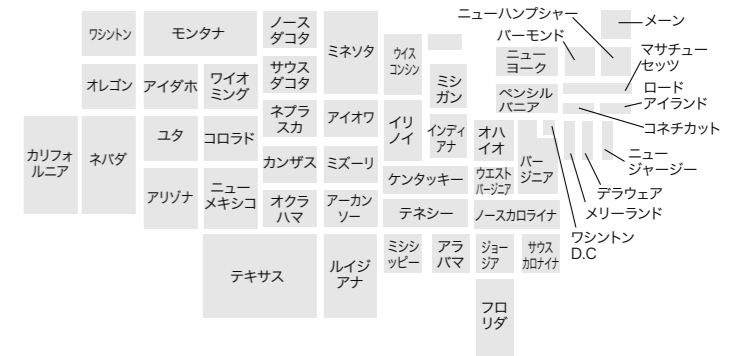 ニューハンプシャー
メーン
バーモンド
ワシントン
モンタナ
ノース
ダコタ
ミネソタ
ウイス
コンシン
ニュー
ヨーク
マサチュー
セッツ
オレゴン
アイダホ
ワイオ
ミング
サウス
ダコタ
ミシ
ガン
ペンシル
バニア
ロード
アイランド
コネチカット
カリフォ
ルニア
ネバダ
ユタ
コロラド
ネプラ
スカ
アイオワ
イリ
ノイ
インディ
アナ
オハ
イオ
バー
ジニア
ニュー
ジャージー
カンザス
ミズーリ
ケンタッキー
ウエスト
バージニア
デラウェア
メリーランド
アリゾナ
ニュー
メキシコ
オクラ
ハマ
アーカン
ソー
テネシー
ノースカロライナ
ワシントン
D.C
テキサス
ルイジ
アナ
ミシシ
ッピー
アラ
バマ
ジョー
ジア
サウス
カロナイナ
フロ
リダ